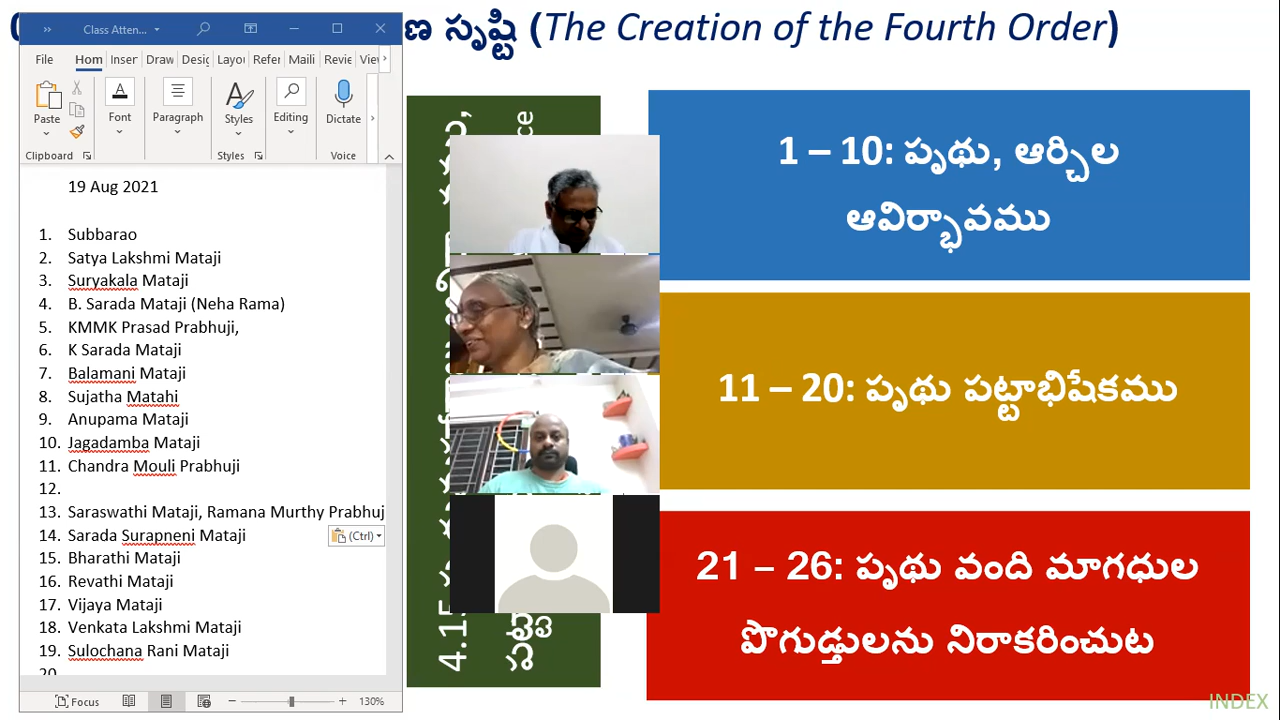 ణ సృష్టి (The Creation of the Fourth Order)
Class Atten...
File Hom Inser Draw Desig Layou Refer Maili Revie Viev
Paste Font Paragraph Styles Editing Dictate
Clipboard Styles Voice
19 Aug 2021
1. Subbarao
2. Satya Lakshmi Mataji
3. Suryakala Mataji
4. B. Sarada Mataji (Neha Rama)
5. KMMK Prasad Prabhuji,
6. K Sarada Mataji
7. Balamani Mataji
8. Sujatha Matahi
9. Anupama Mataji
10. Jagadamba Mataji
11. Chandra Mouli Prabhuji
12.
13. Saraswathi Mataji, Ramana Murthy Prabhuj
14. Sarada Surapneni Mataji
(Ctrl)
15. Bharathi Mataji
16. Revathi Mataji
17. Vijaya Mataji
18. Venkata Lakshmi Mataji
19. Sulochana Rani Mataji
20
Focus 130%
4.15
1 – 10: పృథు, ఆర్చిల
ఆవిర్భావము
11 – 20: పృథు పట్టాభిషేకము
21 – 26: పృథు వంది మాగధుల
పొగుడ్తులను నిరాకరించుట
INDEX